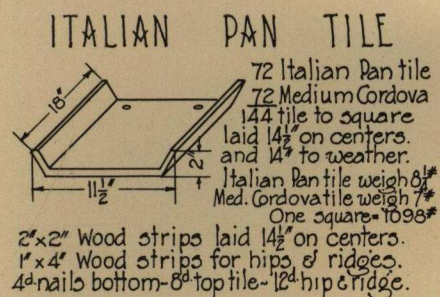 ITALIAN PAN TILE
18"
2"
11½"
72 Italian Pan tile
72 Medium Cordova
144 tile to square
laid 14½" on centers.
and 14" to weather.
Italian Pan tile weigh 8¼#
Med. Cordova tile weigh 7#
One square = 1098#
2"x2" Wood strips laid 14½" on centers.
1"x4" Wood strips for hips & ridges.
4d nails bottom - 8d top tile - 12d hip & ridge.